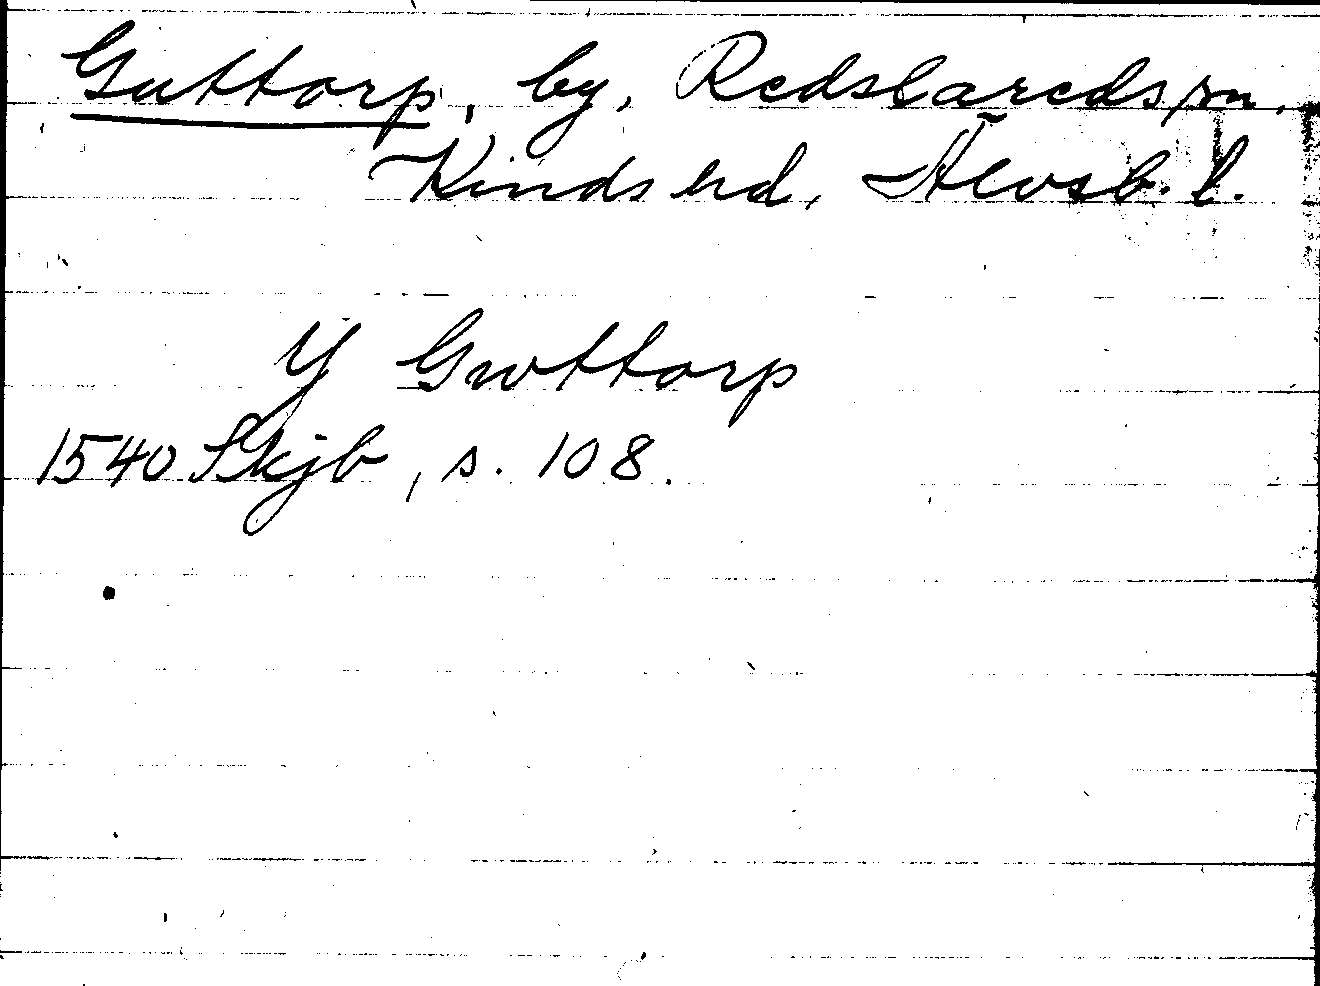 Guttorp, by, Redslareds sn,
Kinds hd, Älvsb. l.
Y Gwttorp
1540 Skjb, s. 108.